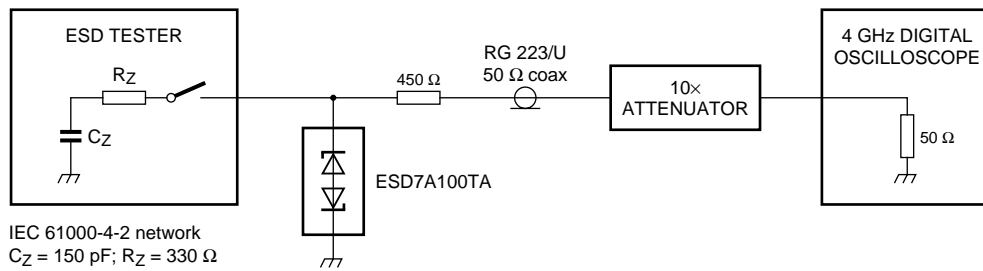 ESD TESTER
RZ
CZ
IEC 61000-4-2 network
CZ = 150 pF; RZ = 330 Ω
450 Ω
RG 223/U
50 Ω coax
ESD7A100TA
10×
ATTENUATOR
4 GHz DIGITAL
OSCILLOSCOPE
50 Ω